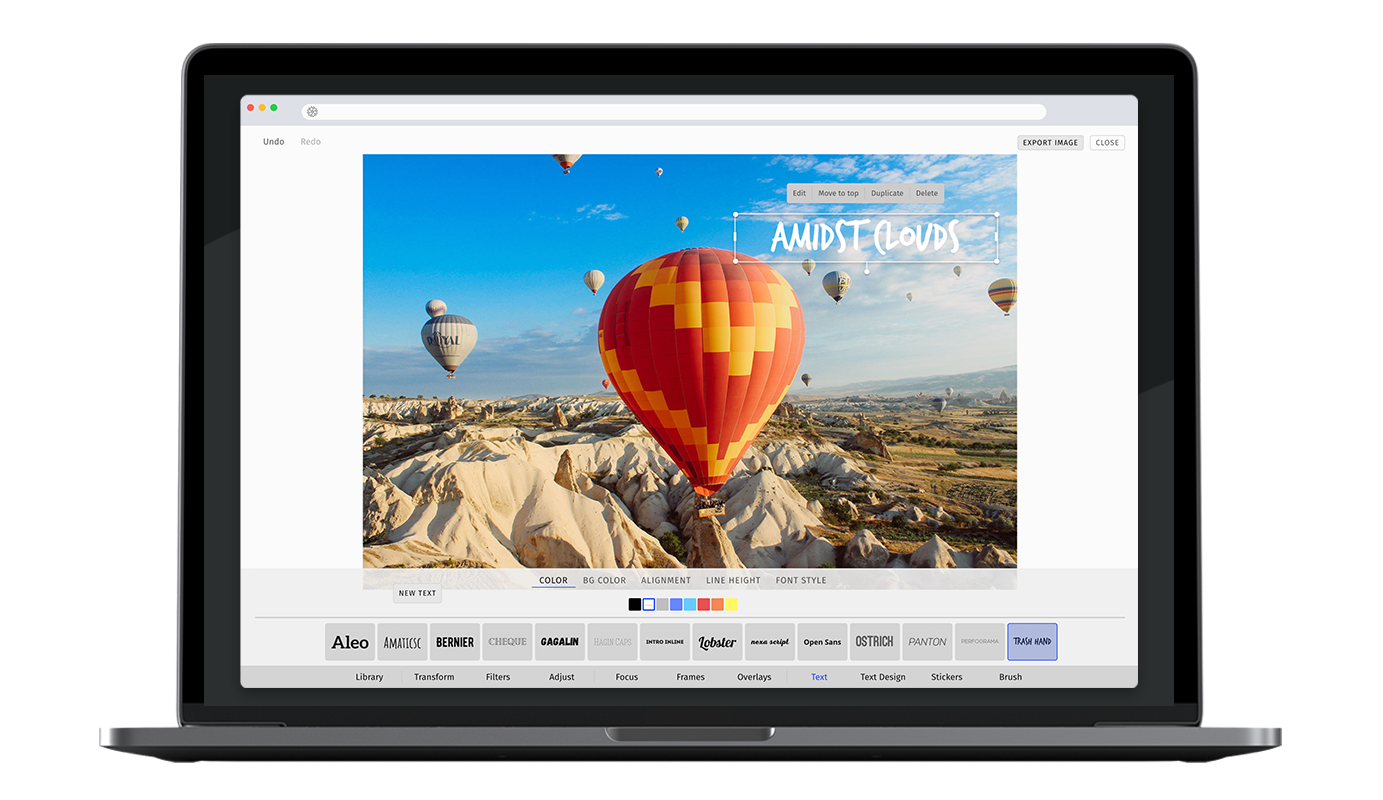 Undo Redo
EXPORT IMAGE CLOSE
Edit Move to top Duplicate Delete
AMIDST CLOUDS
COLOR BG COLOR ALIGNMENT LINE HEIGHT FONT STYLE
NEW TEXT
Aleo AMATICSC BERNIER CHEQUE GAGALIN HAGIN CAPS INTRO INLINE Lobster nexa script Open Sans OSTRICH PANTON PERFOGRAMA TRASH HAND
Library Transform Filters Adjust Focus Frames Overlays Text Text Design Stickers Brush